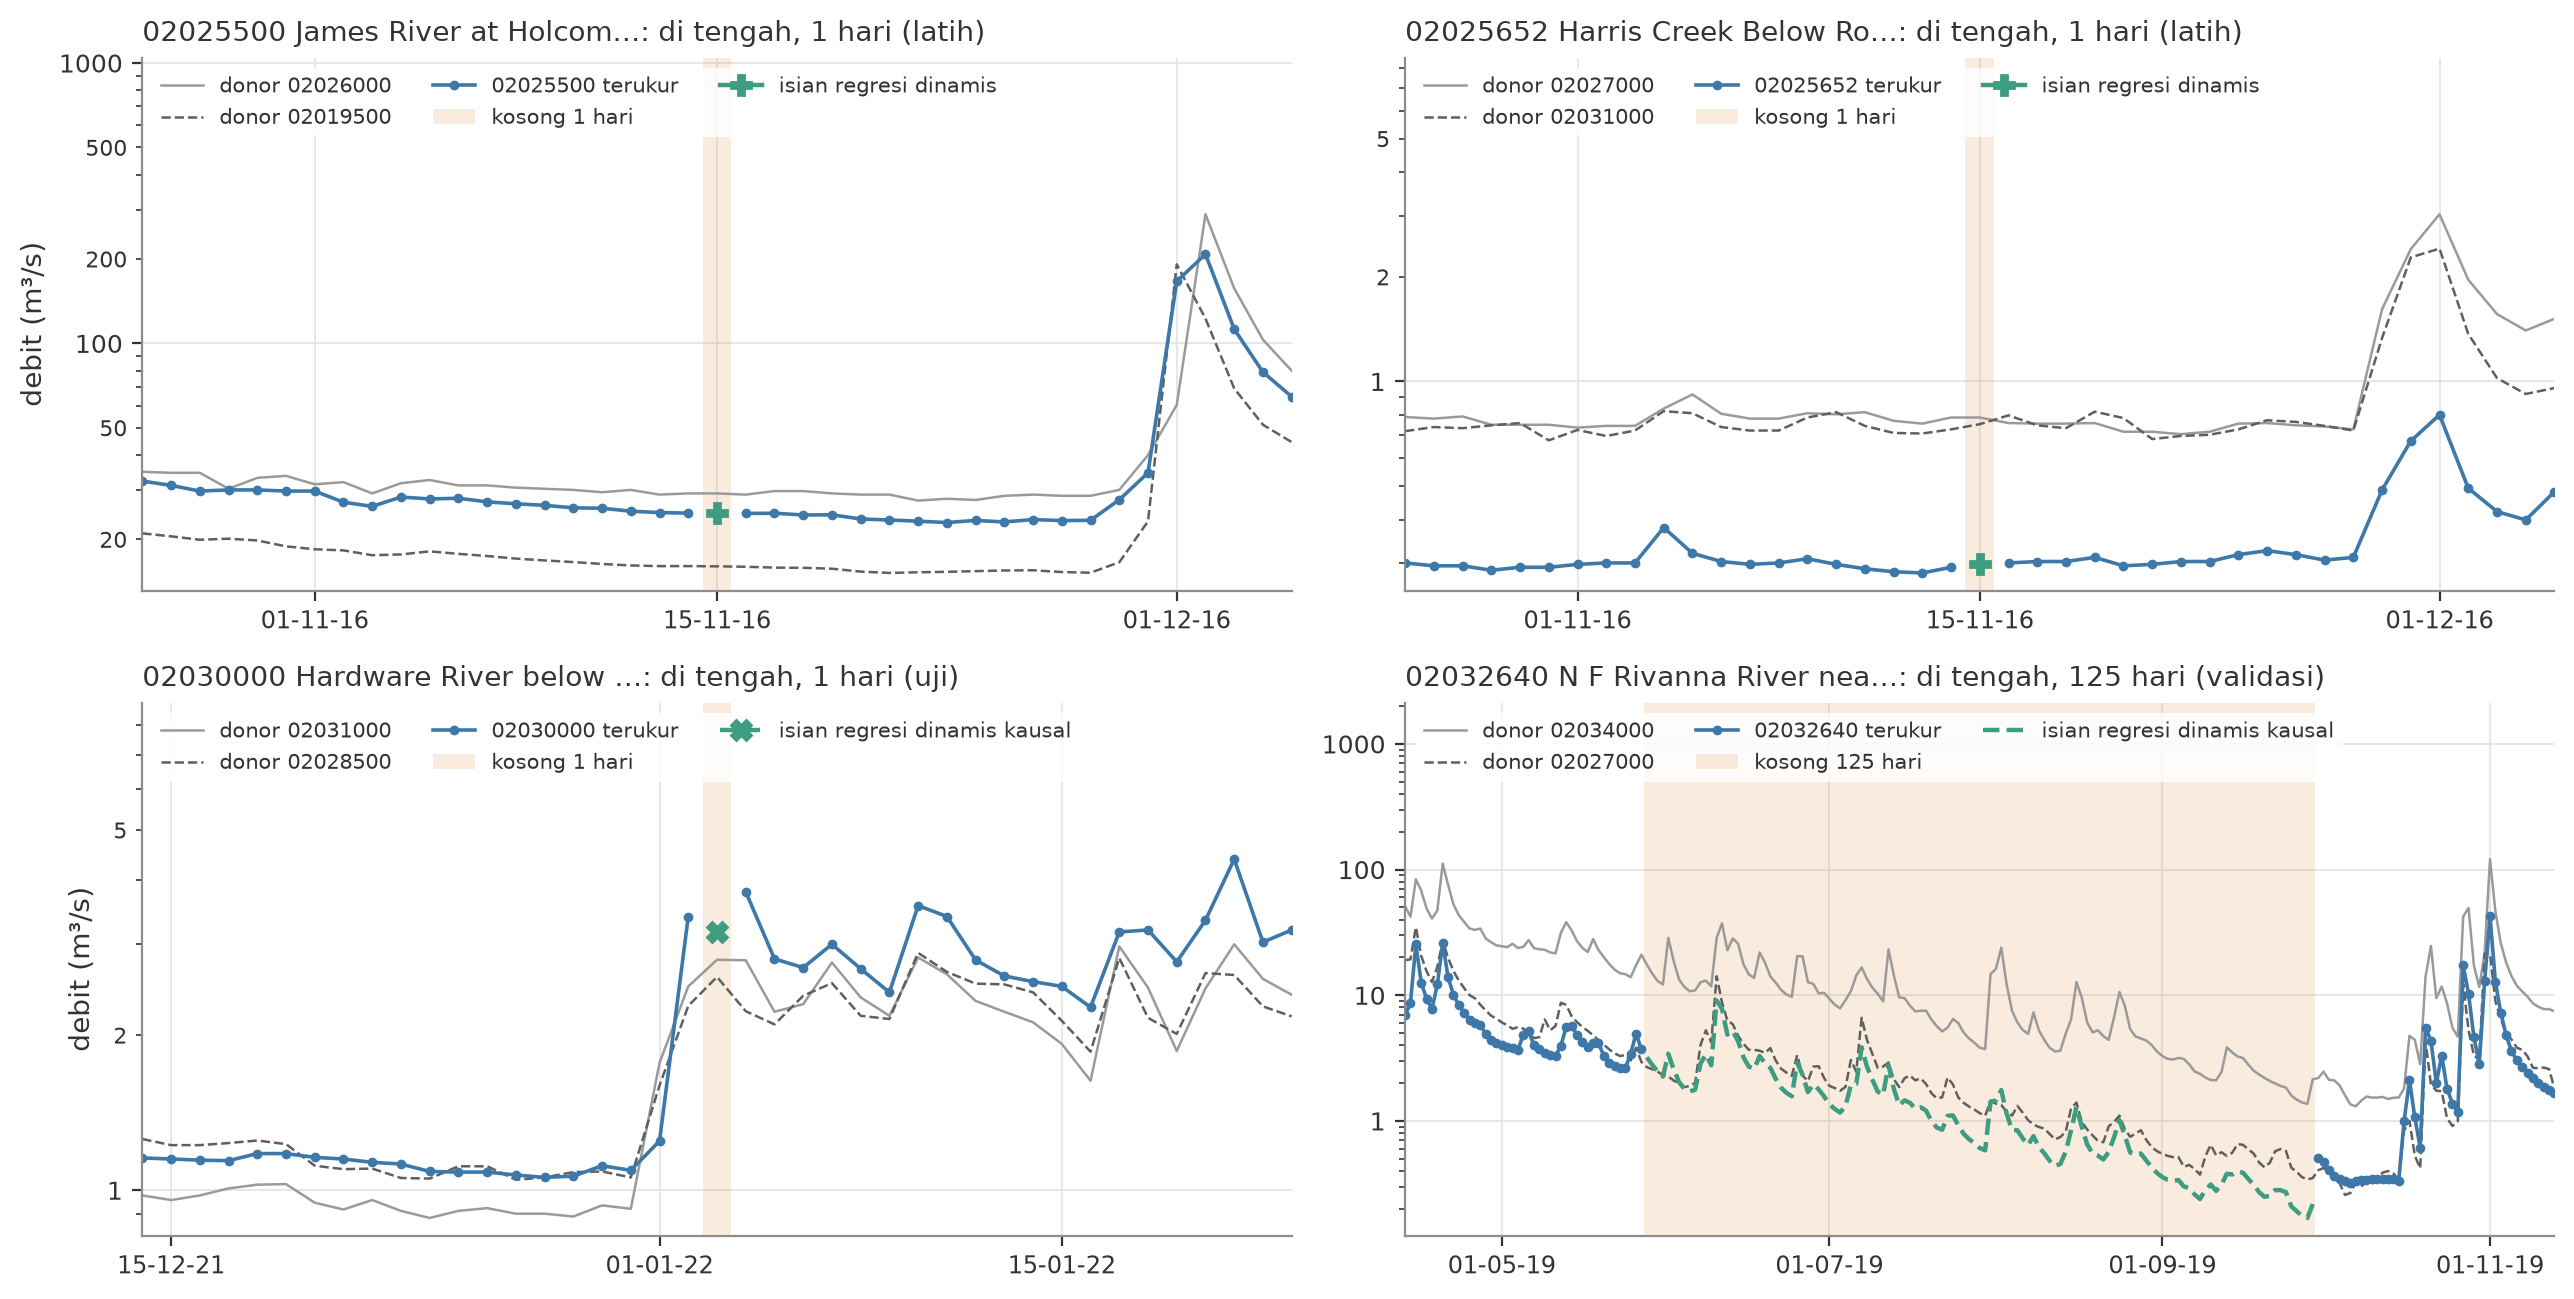 02025500 James River at Holcom...: di tengah, 1 hari (latih)
donor 02026000
donor 02019500
02025500 terukur
kosong 1 hari
isian regresi dinamis
debit (m³/s)
1000
500
200
100
50
20
01-11-16
15-11-16
01-12-16
02025652 Harris Creek Below Ro...: di tengah, 1 hari (latih)
donor 02027000
donor 02031000
02025652 terukur
kosong 1 hari
isian regresi dinamis
5
2
1
01-11-16
15-11-16
01-12-16
02030000 Hardware River below ...: di tengah, 1 hari (uji)
donor 02031000
donor 02028500
02030000 terukur
kosong 1 hari
isian regresi dinamis kausal
debit (m³/s)
5
2
1
15-12-21
01-01-22
15-01-22
02032640 N F Rivanna River nea...: di tengah, 125 hari (validasi)
donor 02034000
donor 02027000
02032640 terukur
kosong 125 hari
isian regresi dinamis kausal
1000
100
10
1
01-05-19
01-07-19
01-09-19
01-11-19